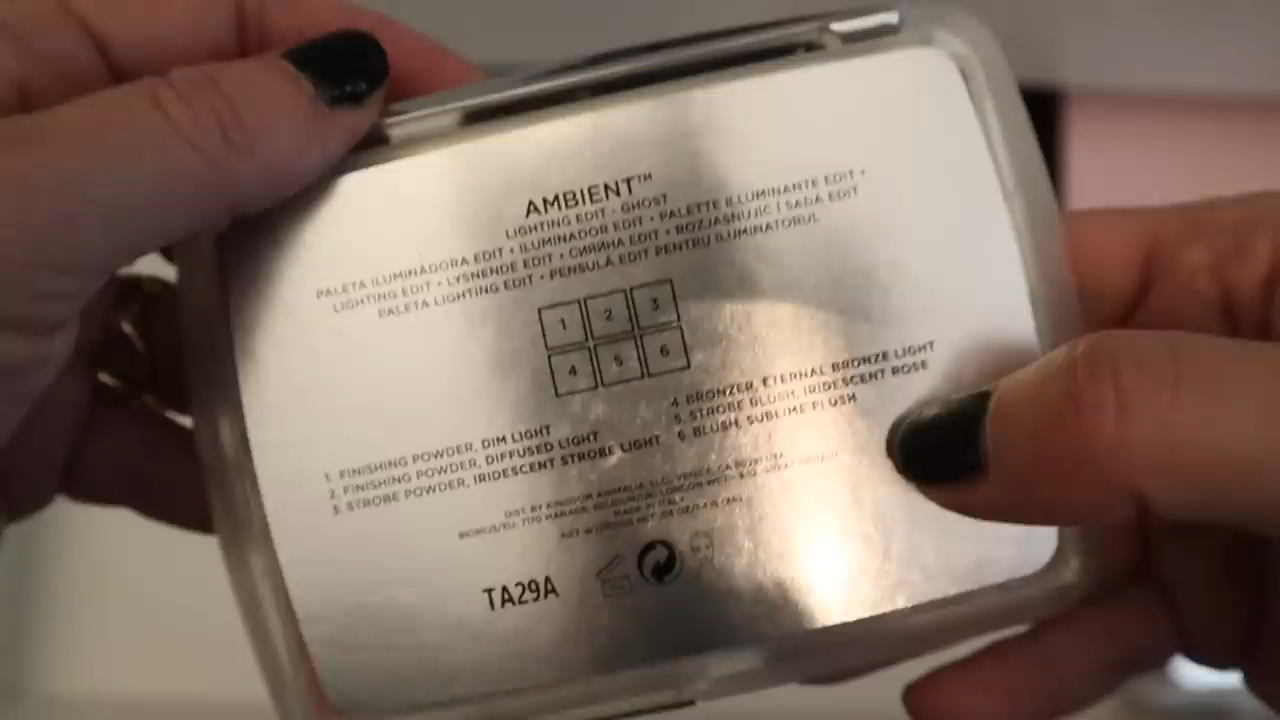 AMBIENT™
LIGHTING EDIT - GHOST
PALETA ILUMINADORA EDIT • ILUMINADOR EDIT • PALETTE ILLUMINANTE EDIT •
LIGHTING EDIT • LYSNENDE EDIT • СИЯЙНА EDIT • ROZJASNUJÍC I SADA EDIT
PALETA LIGHTING EDIT • PENSULĂ EDIT PENTRU ILUMINATORUL
1 2 3
4 5 6
1. FINISHING POWDER, DIM LIGHT
2. FINISHING POWDER, DIFFUSED LIGHT
3. STROBE POWDER, IRIDESCENT STROBE LIGHT
4. BRONZER, ETERNAL BRONZE LIGHT
5. STROBE BLUSH, IRIDESCENT ROSE
6. BLUSH, SUBLIME FLUSH
DIST. BY KINGDOM ANIMALIA, LLC, VENICE, CA 90291 USA
MADE IN ITALY
TA29A